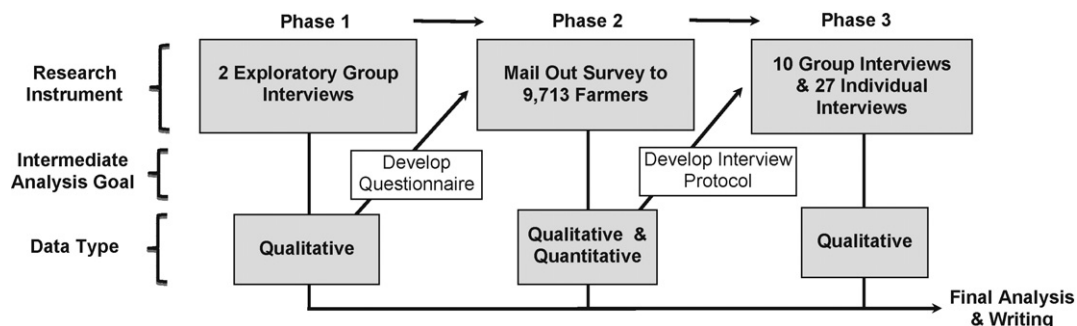 Phase 1
Phase 2
Phase 3
Research
Instrument
2 Exploratory Group
Interviews
Mail Out Survey to
9,713 Farmers
10 Group Interviews
& 27 Individual
Interviews
Intermediate
Analysis Goal
Develop
Questionnaire
Develop Interview
Protocol
Data Type
Qualitative
Qualitative &
Quantitative
Qualitative
Final Analysis
& Writing